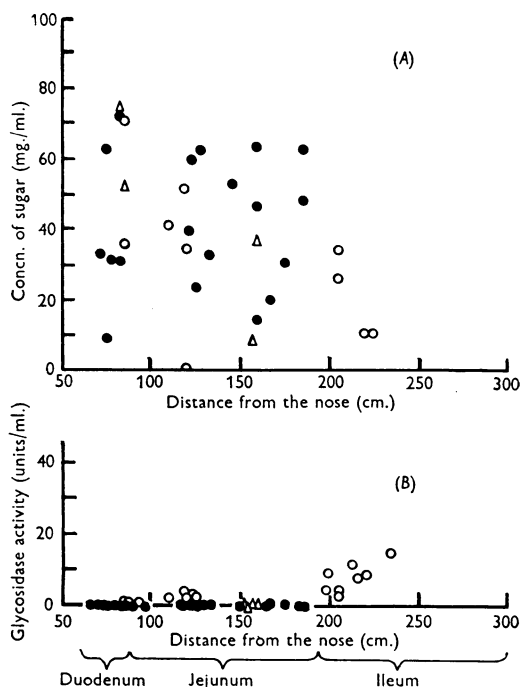 100
(A)
80
60
40
20
0
Concn. of sugar (mg./ml.)
50 100 150 200 250 300
Distance from the nose (cm.)
40
(B)
20
0
Glycosidase activity (units/ml.)
50 100 150 200 250 300
Distance from the nose (cm.)
Duodenum Jejunum Ileum